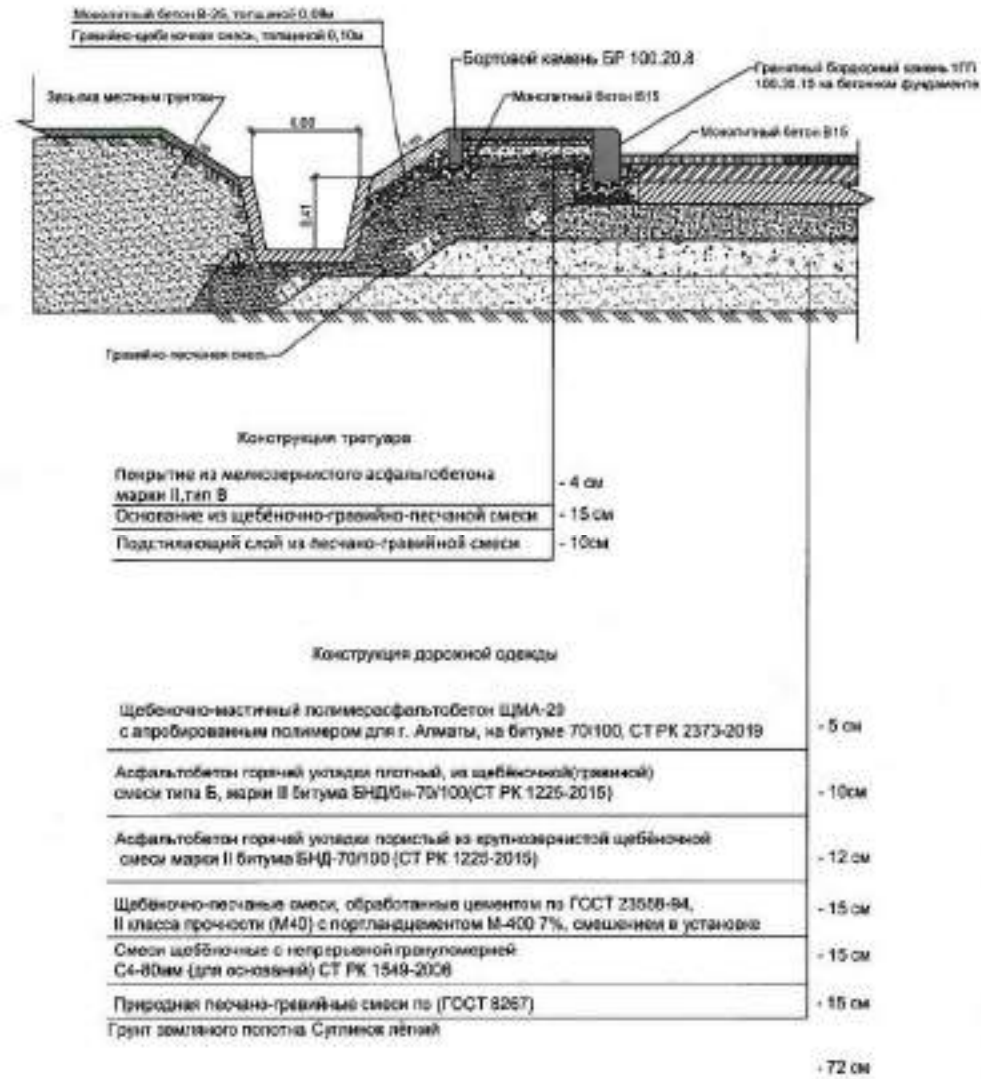 Монолитный бетон В-25, толщиной 0,08м
Гравийно-щебёночная смесь, толщиной 0,10м
Бортовой камень БР 100.20.8
Гранитный бордюрный камень 1ГП
100.30.15 на бетонном фундаменте
Засыпка местным грунтом
Монолитный бетон В15
Монолитный бетон В15
0.41
Гравийно-песчаная смесь
Конструкция тротуара
Покрытие из мелкозернистого асфальтобетона
марки II,тип В
- 4 см
Основание из щебёночно-гравийно-песчаной смеси
- 15 см
Подстилающий слой из песчано-гравийной смеси
- 10см
Конструкция дорожной одежды
Щебеночно-мастичный полимерасфальтобетон ЩМА-20
с апробированным полимером для г. Алматы, на битуме 70/100, СТ РК 2373-2019
- 5 см
Асфальтобетон горячей укладки плотный, из щебёночной(гравийной)
смеси типа Б, марки II битума БНД/бн-70/100(СТ РК 1225-2015)
- 10см
Асфальтобетон горячей укладки пористый из крупнозернистой щебёночной
смеси марки II битума БНД-70/100 (СТ РК 1225-2015)
- 12 см
Щебёночно-песчаные смеси, обработанные цементом по ГОСТ 23558-94,
II класса прочности (М40) с портландцементом М-400 7%, смешением в установке
- 15 см
Смеси щебёночные с непрерывной гранулометрией
С4-80мм (для оснований) СТ РК 1549-2006
- 15 см
Природная песчано-гравийные смеси по (ГОСТ 8267)
- 15 см
Грунт земляного полотна Суглинок лёгкий
- 72 см